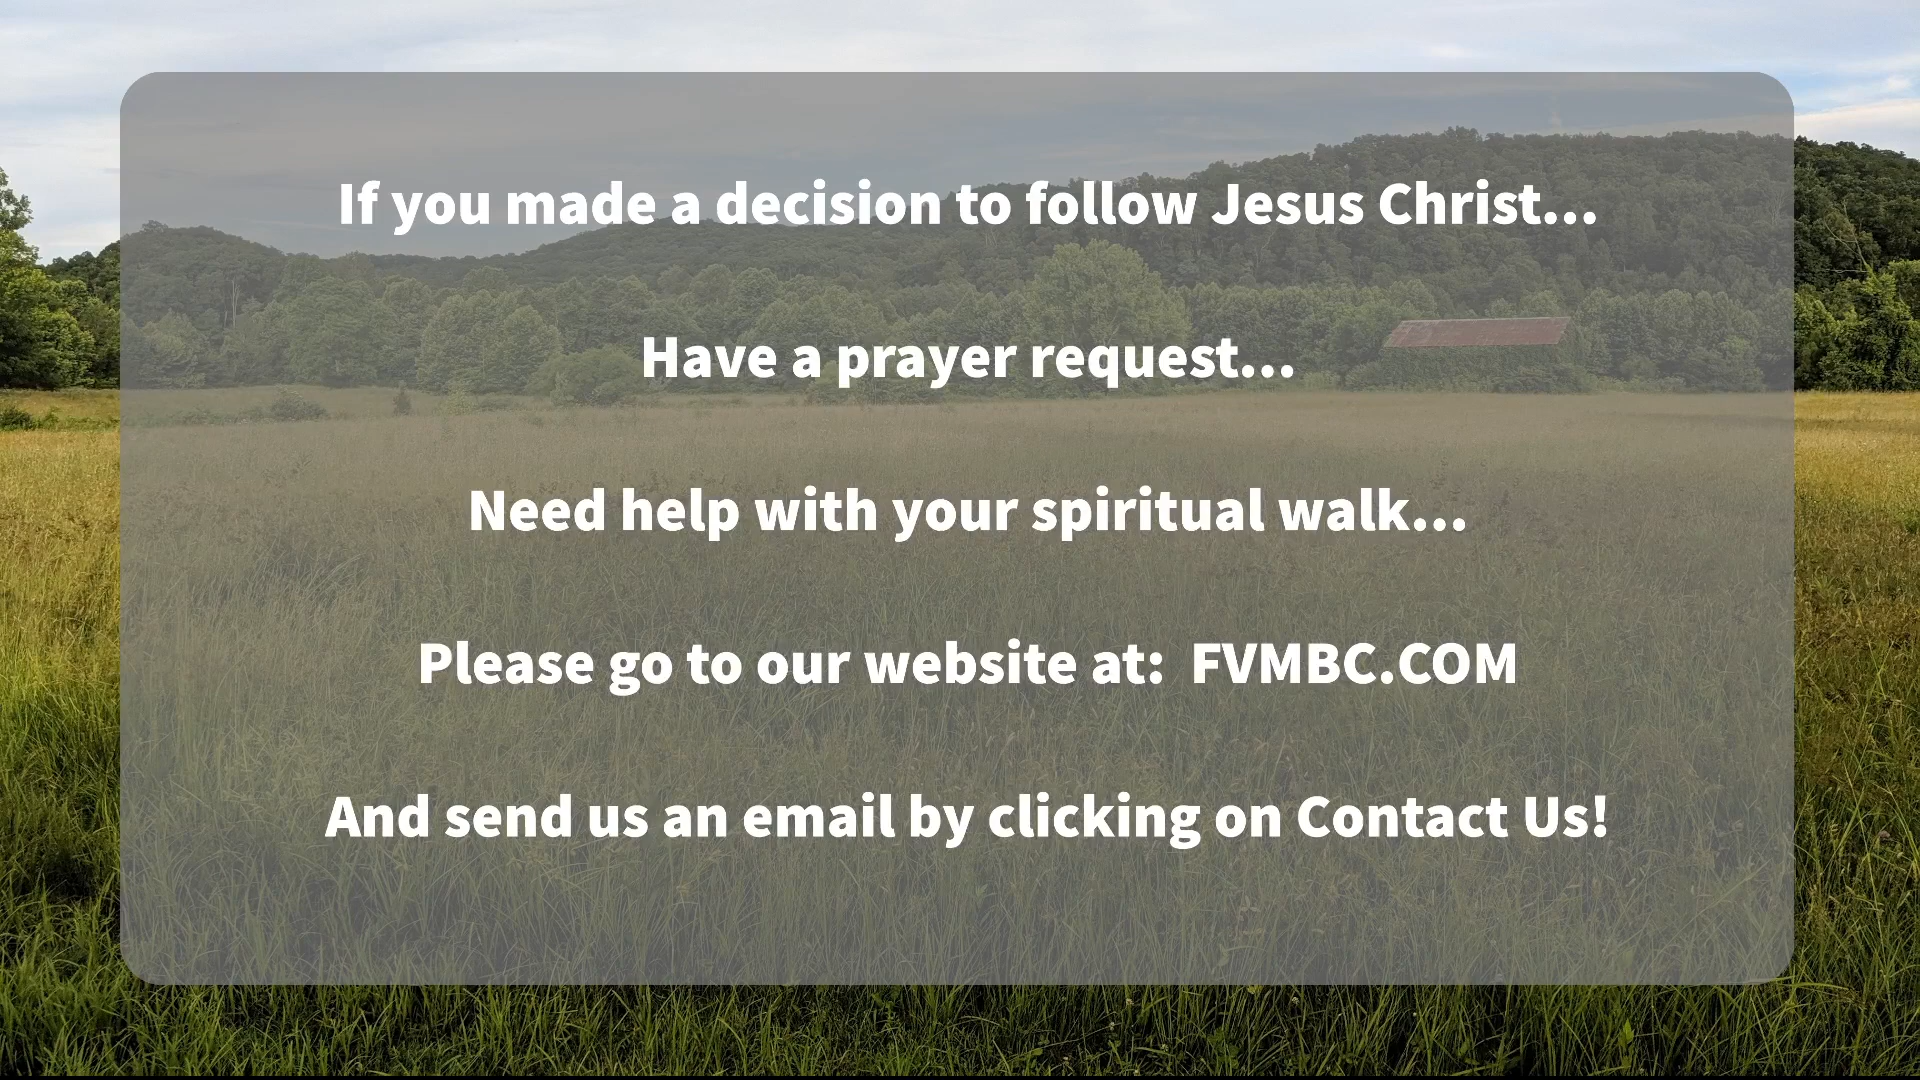 If you made a decision to follow Jesus Christ...
Have a prayer request...
Need help with your spiritual walk...
Please go to our website at:  FVMBC.COM
And send us an email by clicking on Contact Us!